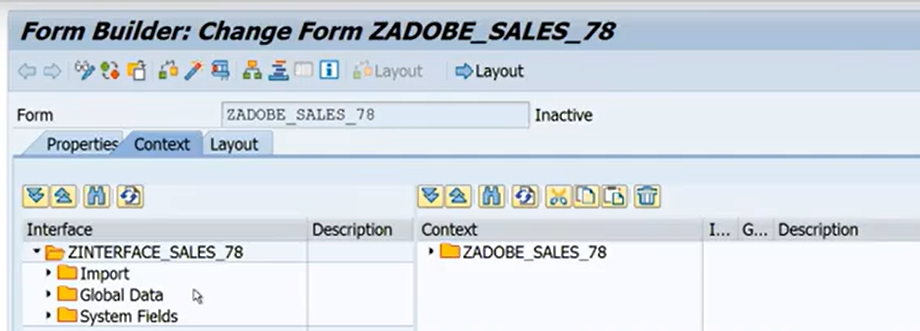 Form Builder: Change Form ZADOBE_SALES_78
Layout Layout
Form ZADOBE_SALES_78 Inactive
Properties Context Layout
Interface Description Context I... G... Description
ZINTERFACE_SALES_78 ZADOBE_SALES_78
Import
Global Data
System Fields